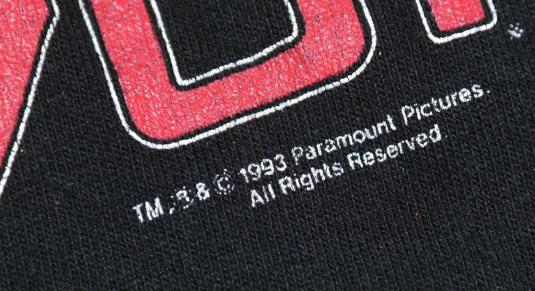 TM, ® & © 1993 Paramount Pictures.
All Rights Reserved